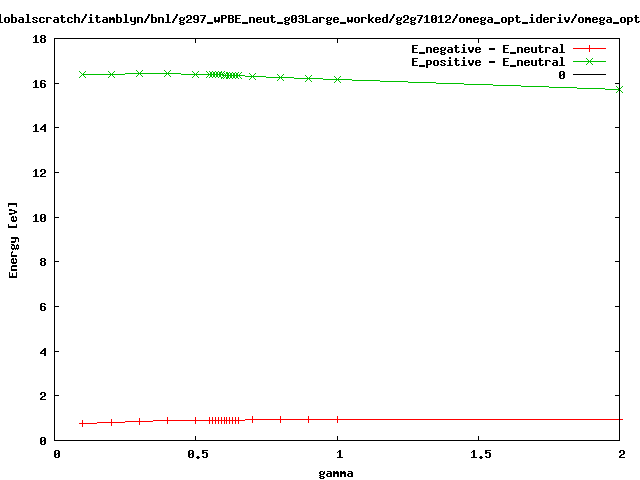 lobalscratch/itamblyn/bnl/g297_wPBE_neut_g03Large_worked/g2g71012/omega_opt_ideriv/omega_opt
18
16
14
12
10
8
6
4
2
0
Energy [eV]
E_negative - E_neutral
E_positive - E_neutral
0
0 0.5 1 1.5 2
gamma